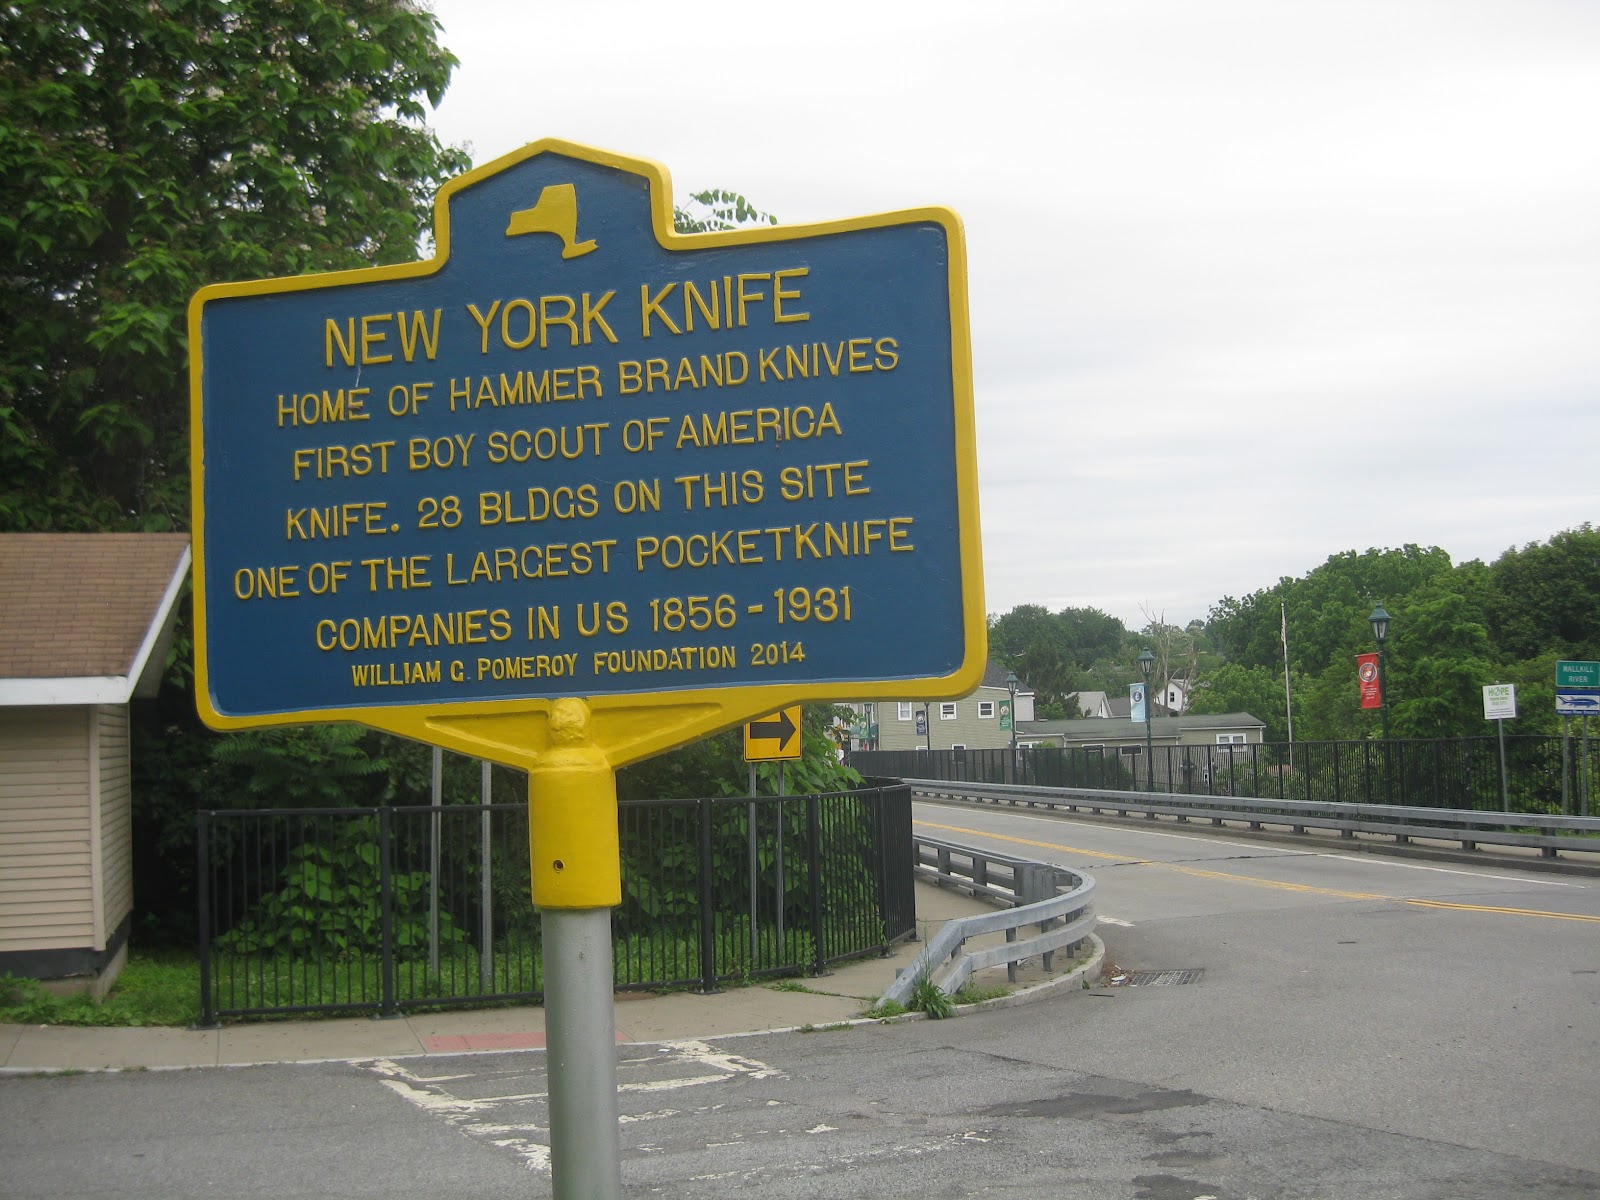 NEW YORK KNIFE
HOME OF HAMMER BRAND KNIVES
FIRST BOY SCOUT OF AMERICA
KNIFE. 28 BLDGS ON THIS SITE
ONE OF THE LARGEST POCKETKNIFE
COMPANIES IN US 1856-1931
WILLIAM G. POMEROY FOUNDATION 2014
WALLKILL
RIVER
HOPE